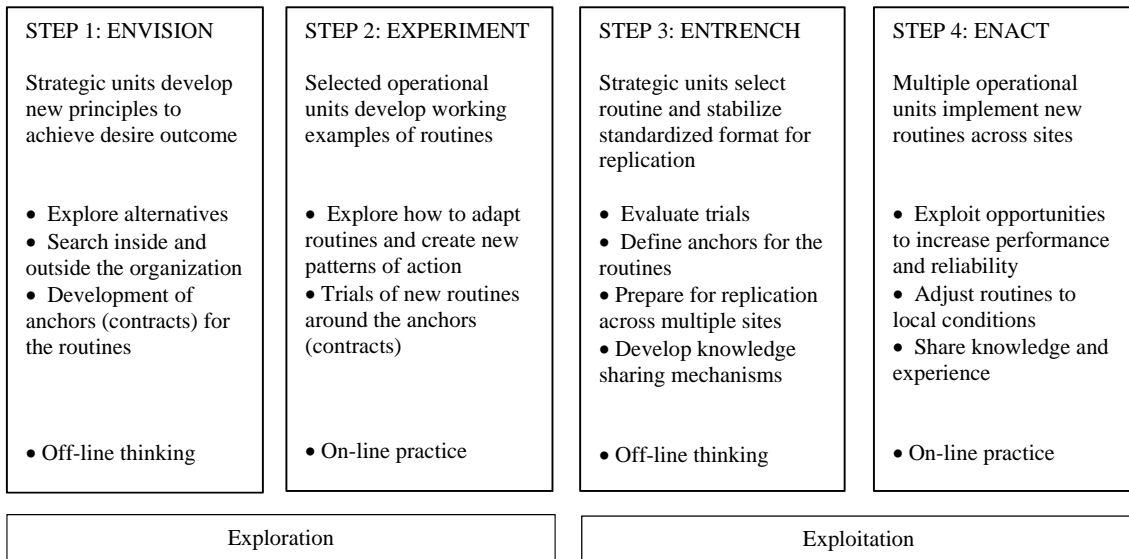 STEP 1: ENVISION
Strategic units develop
new principles to
achieve desire outcome
• Explore alternatives
• Search inside and
outside the organization
• Development of
anchors (contracts) for
the routines
• Off-line thinking
STEP 2: EXPERIMENT
Selected operational
units develop working
examples of routines
• Explore how to adapt
routines and create new
patterns of action
• Trials of new routines
around the anchors
(contracts)
• On-line practice
STEP 3: ENTRENCH
Strategic units select
routine and stabilize
standardized format for
replication
• Evaluate trials
• Define anchors for the
routines
• Prepare for replication
across multiple sites
• Develop knowledge
sharing mechanisms
• Off-line thinking
STEP 4: ENACT
Multiple operational
units implement new
routines across sites
• Exploit opportunities
to increase performance
and reliability
• Adjust routines to
local conditions
• Share knowledge and
experience
• On-line practice
Exploration
Exploitation